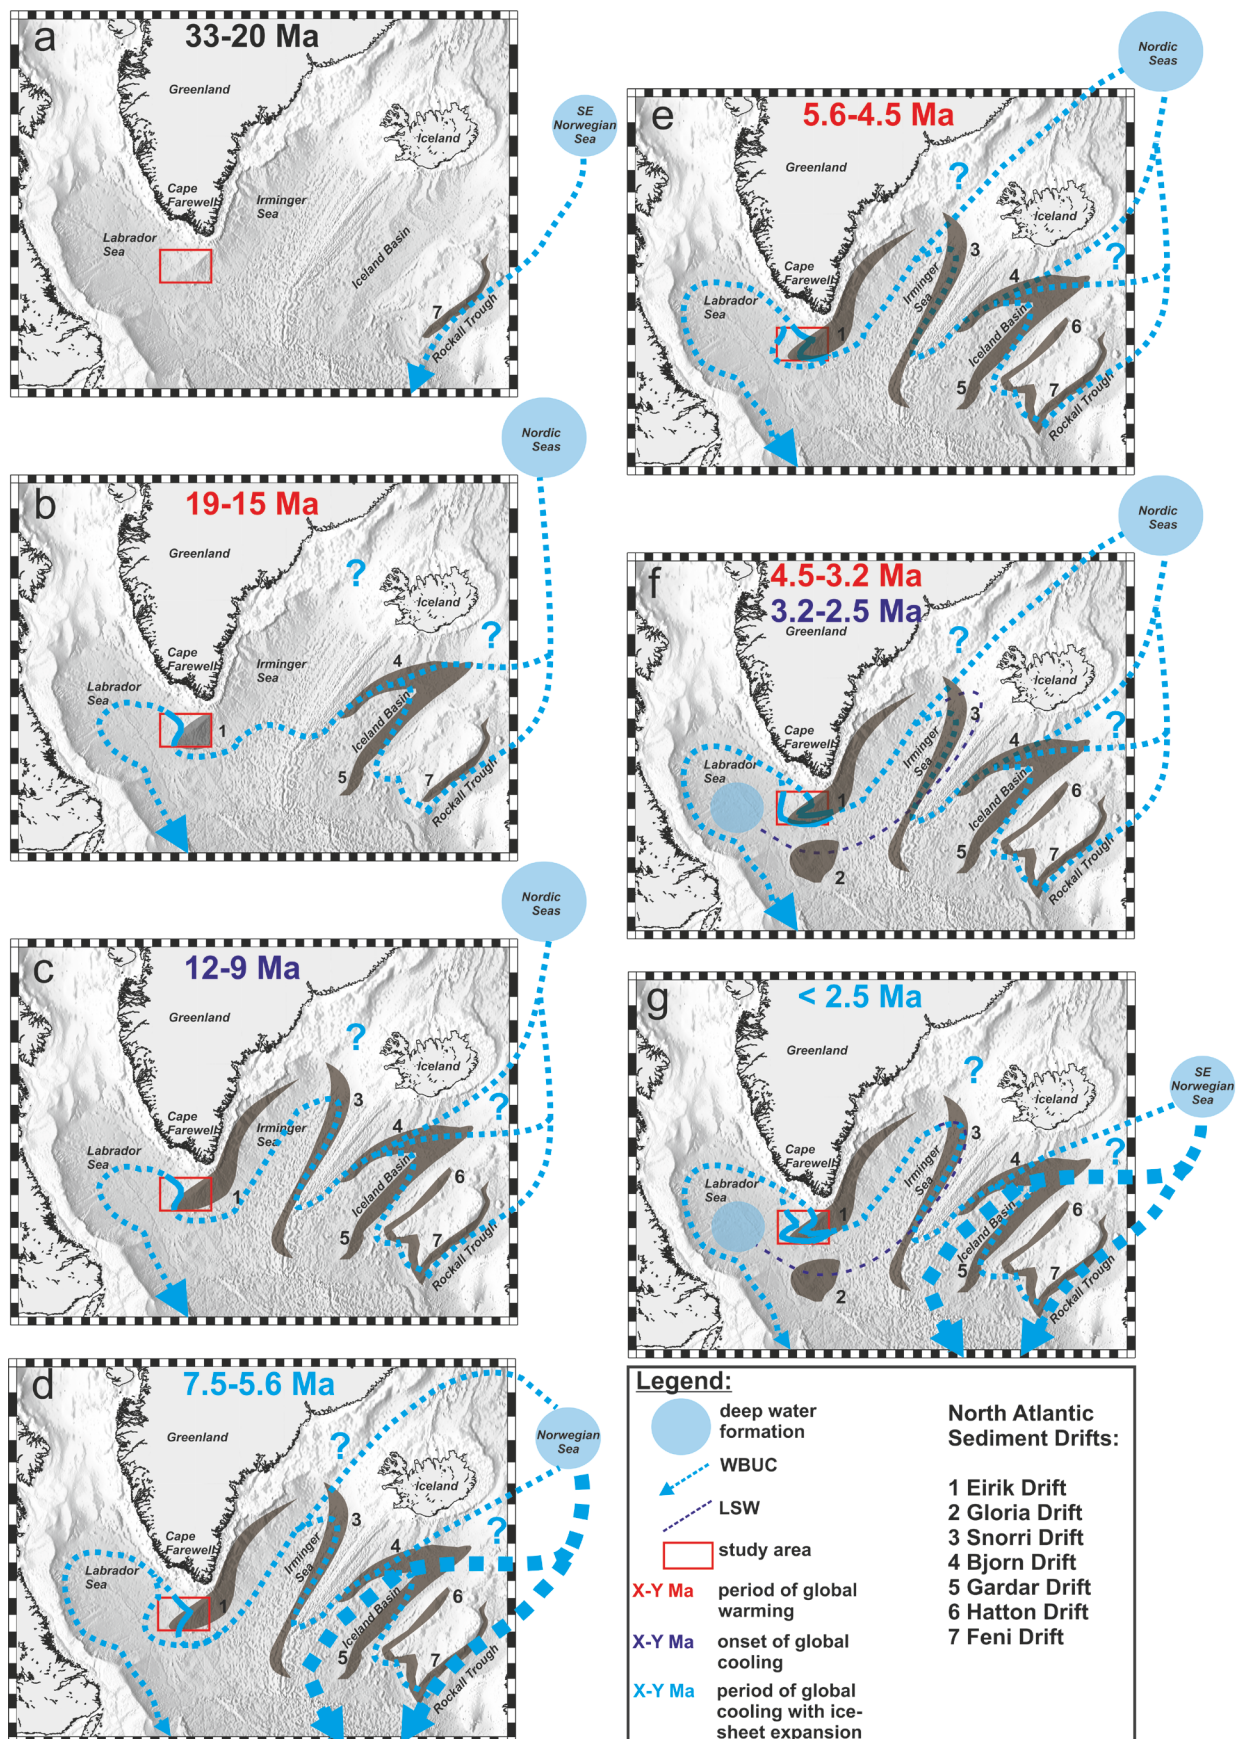 a
33-20 Ma
Greenland
Iceland
SE
Norwegian
Sea
Cape
Farewell
Irminger
Sea
Labrador
Sea
Iceland Basin
7
Rockall Trough
Nordic
Seas
b
19-15 Ma
Greenland
?
Iceland
?
Cape
Farewell
Irminger
Sea
4
Labrador
Sea
1
Iceland Basin
5
7
Rockall Trough
Nordic
Seas
c
12-9 Ma
Greenland
?
Iceland
3
?
Cape
Farewell
Irminger
Sea
4
Labrador
Sea
6
1
Iceland Basin
5
7
Rockall Trough
d
7.5-5.6 Ma
Greenland
?
Norwegian
Sea
Iceland
3
?
Cape
Farewell
Irminger
Sea
4
Labrador
Sea
6
1
Iceland Basin
5
7
Rockall Trough
Nordic
Seas
e
5.6-4.5 Ma
Greenland
?
Iceland
3
?
Cape
Farewell
Irminger
Sea
4
Labrador
Sea
6
1
Iceland Basin
5
7
Rockall Trough
Nordic
Seas
f
4.5-3.2 Ma
3.2-2.5 Ma
Greenland
?
Iceland
3
?
Cape
Farewell
Irminger
Sea
4
Labrador
Sea
6
1
Iceland Basin
2
5
7
Rockall Trough
g
< 2.5 Ma
Greenland
?
SE
Norwegian
Sea
Iceland
3
?
Cape
Farewell
Irminger
Sea
4
Labrador
Sea
6
1
Iceland Basin
2
5
7
Rockall Trough
Legend:
deep water
formation
WBUC
LSW
study area
X-Y Ma period of global
warming
X-Y Ma onset of global
cooling
X-Y Ma period of global
cooling with ice-
sheet expansion
North Atlantic
Sediment Drifts:
1 Eirik Drift
2 Gloria Drift
3 Snorri Drift
4 Bjorn Drift
5 Gardar Drift
6 Hatton Drift
7 Feni Drift